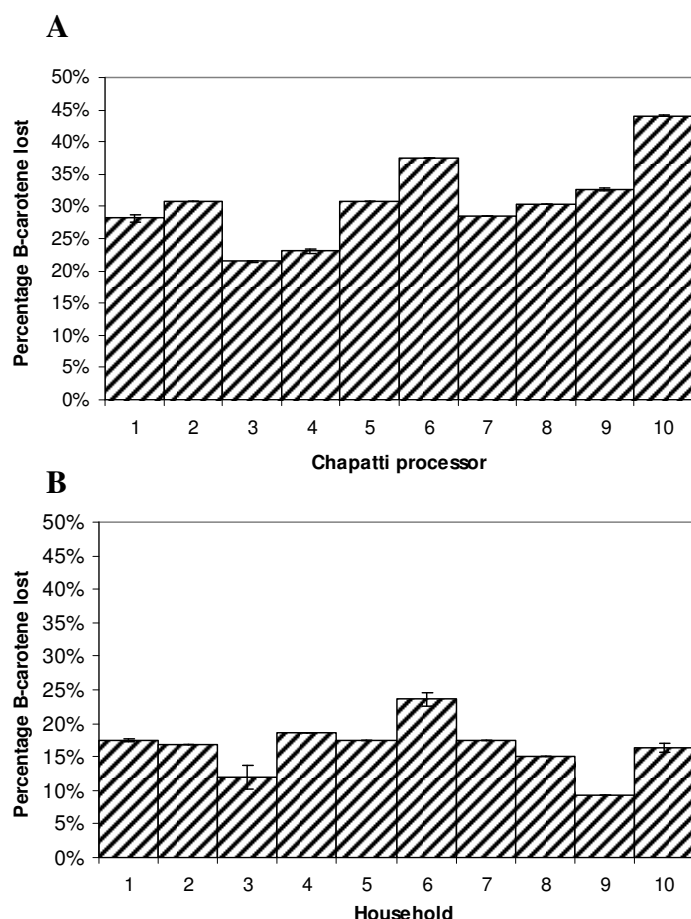 A
Percentage B-carotene lost
50%
45%
40%
35%
30%
25%
20%
15%
10%
5%
0%
1 2 3 4 5 6 7 8 9 10
Chapatti processor
B
Percentage B-carotene lost
50%
45%
40%
35%
30%
25%
20%
15%
10%
5%
0%
1 2 3 4 5 6 7 8 9 10
Household